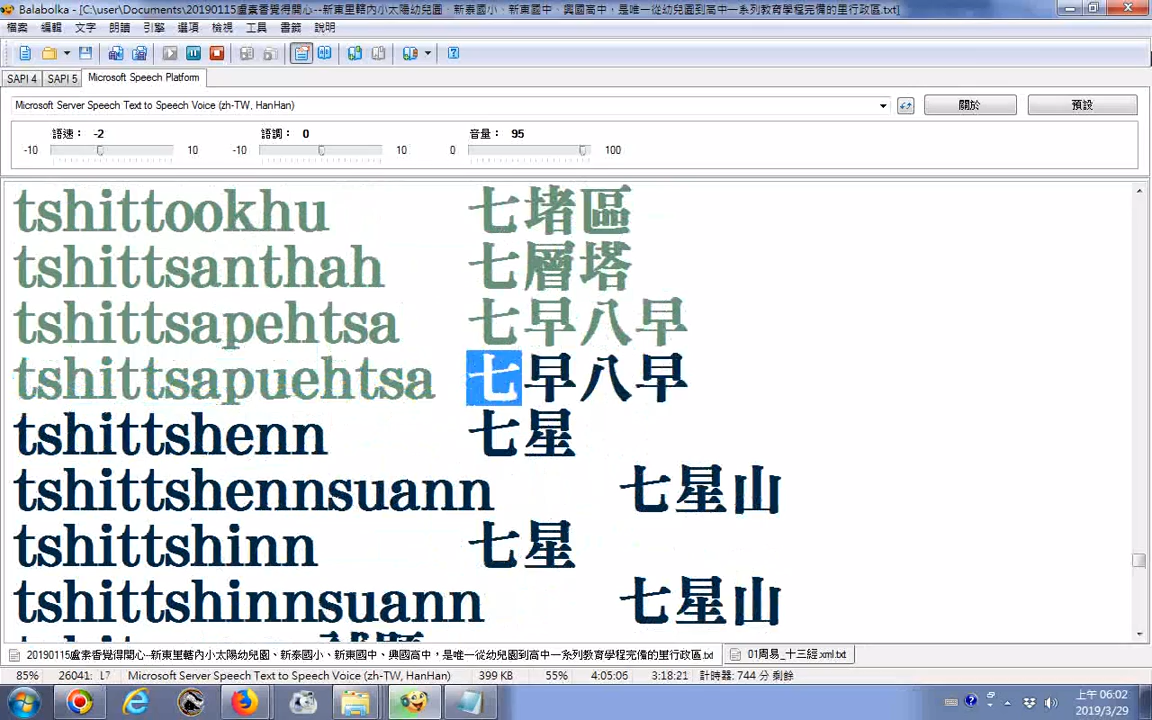 Balabolka - [C:\user\Documents\20190115盧素香覺得開心--新東里轄內小太陽幼兒園、新泰國小、新東國中、興國高中，是唯一從幼兒園到高中一系列教育學程完備的里行政區.txt]
檔案 編輯 文字 朗讀 引擎 選項 檢視 工具 書籤 說明
SAPI 4 SAPI 5 Microsoft Speech Platform
Microsoft Server Speech Text to Speech Voice (zh-TW, HanHan) 關於 預設
語速： -2 語調： 0 音量： 95
-10 10 -10 10 0 100
tshittookhu 七堵區
tshittsanthah 七層塔
tshittsapehtsa 七早八早
tshittsapuehtsa 七早八早
tshittshenn 七星
tshittshennsuann 七星山
tshittshinn 七星
tshittshinnsuann 七星山
20190115盧素香覺得開心--新東里轄內小太陽幼兒園、新泰國小、新東國中、興國高中，是唯一從幼兒園到高中一系列教育學程完備的里行政區.txt 01周易_十三經.xml.txt
85% 26041: 17 Microsoft Server Speech Text to Speech Voice (zh-TW, HanHan) 399 KB 55% 4:05:06 3:18:21 計時器: 744 分 剩餘
上午 06:02
2019/3/29